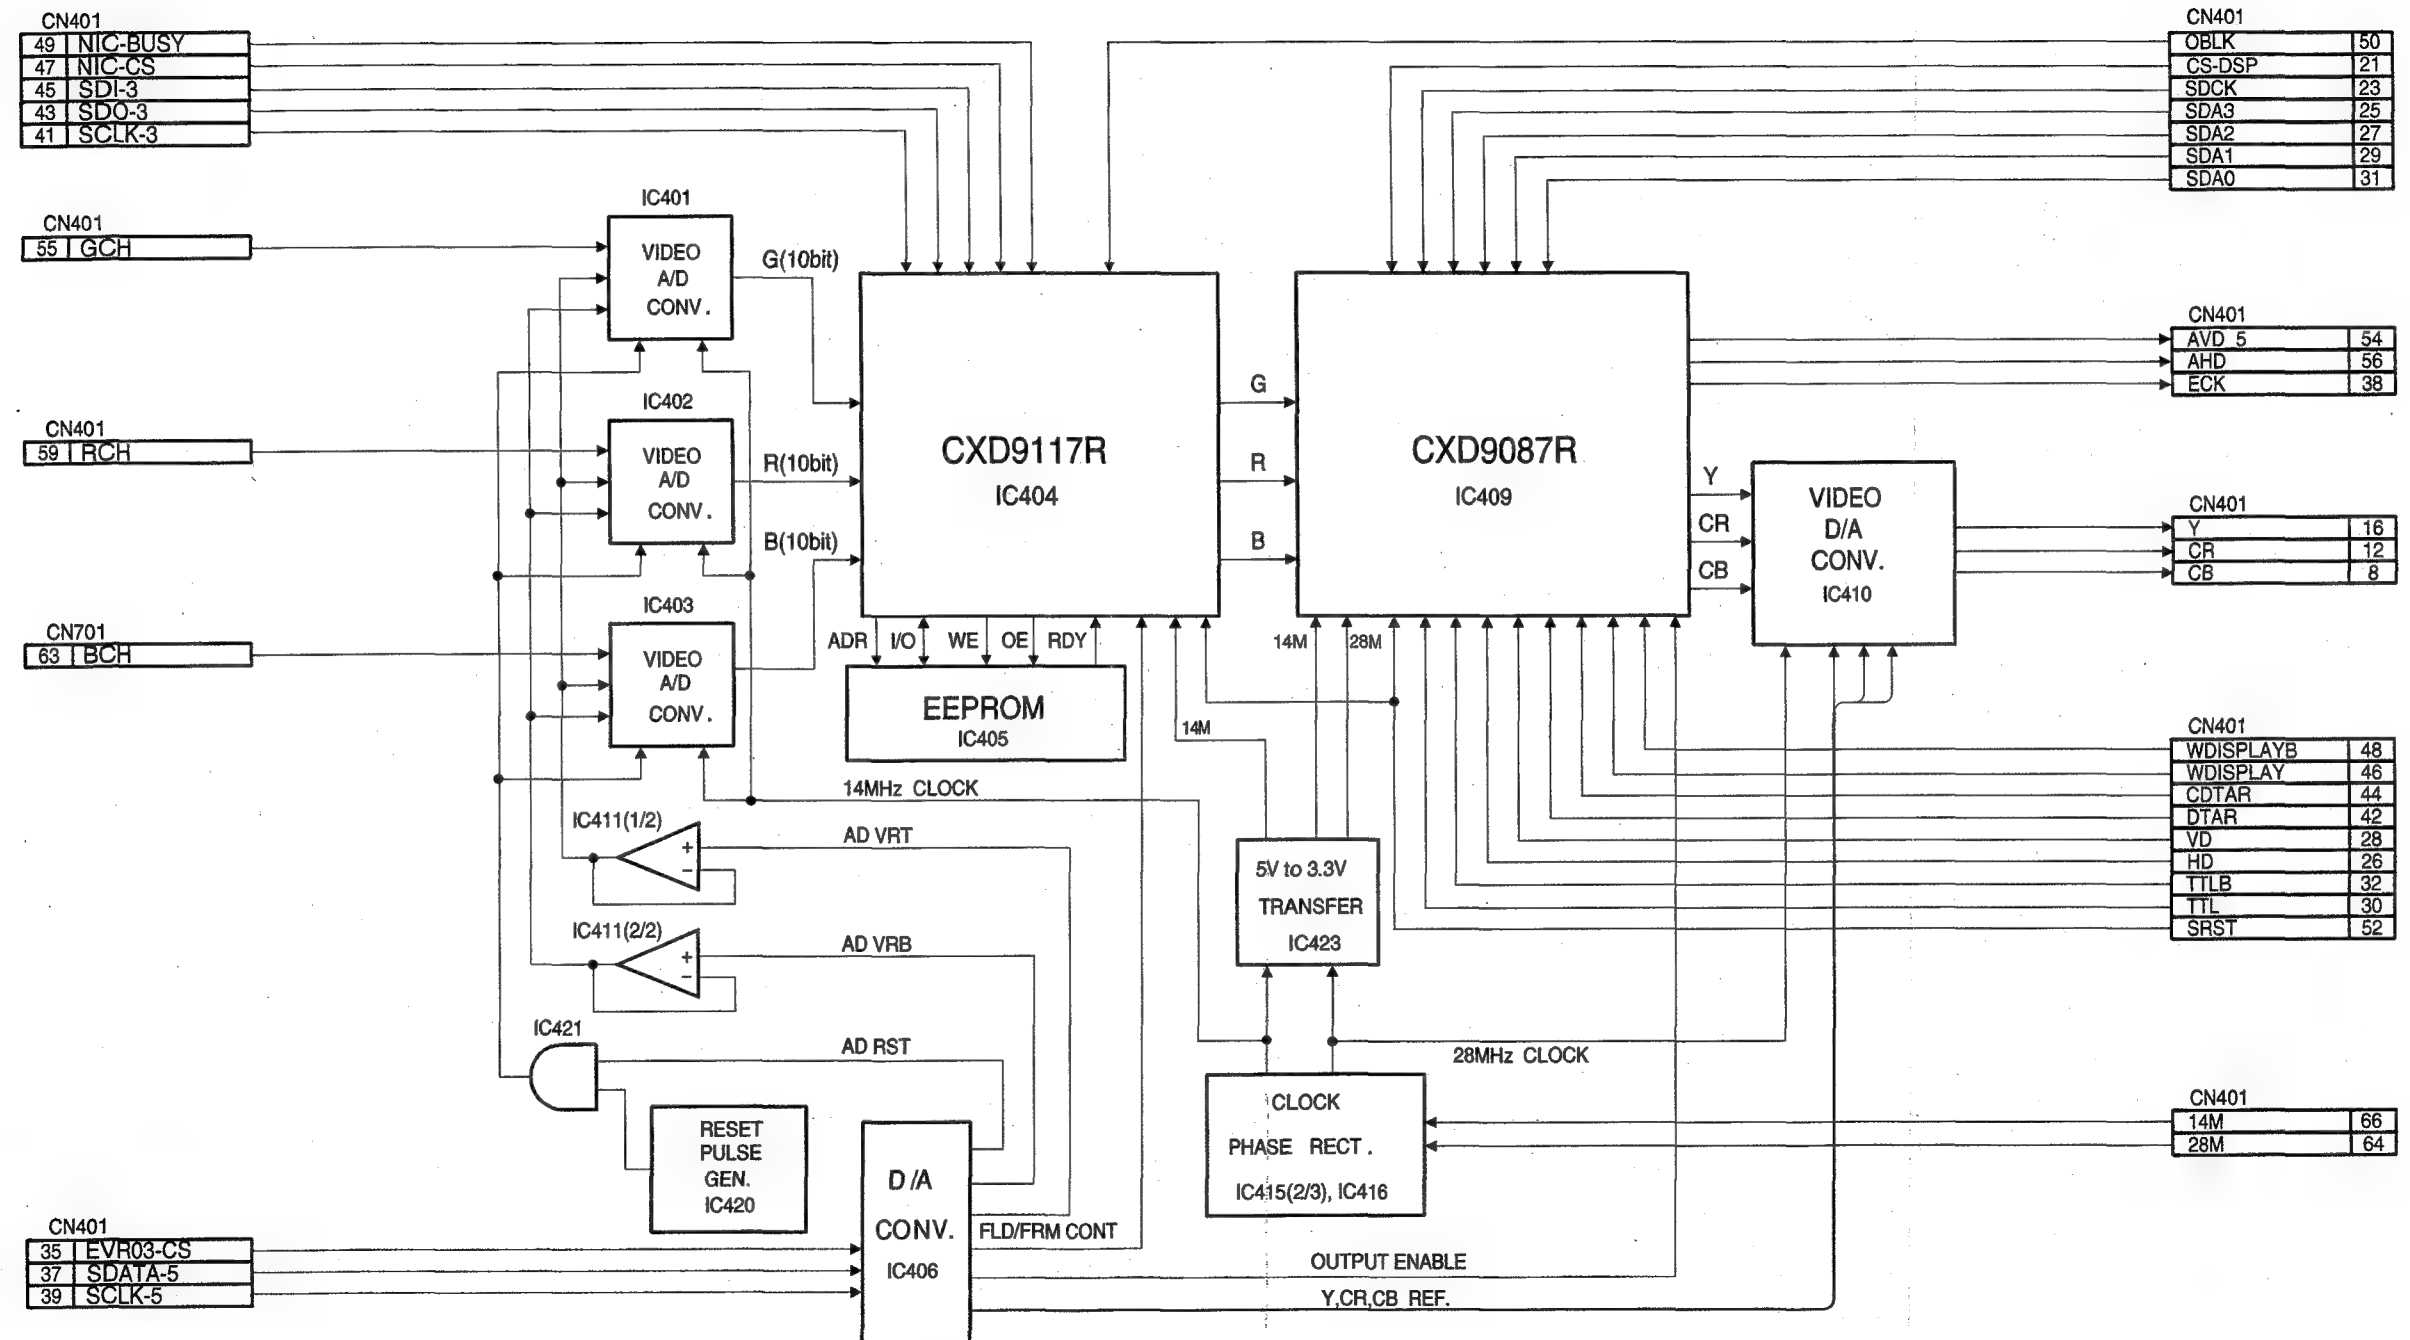 CN401
49 NIC-BUSY
47 NIC-CS
45 SDI-3
43 SDO-3
41 SCLK-3
CN401
OBLK 50
CS-DSP 21
SDCK 23
SDA3 25
SDA2 27
SDA1 29
SDA0 31
CN401
55 GCH
IC401
VIDEO
A/D
CONV.
G(10bit)
CN401
59 RCH
IC402
VIDEO
A/D
CONV.
R(10bit)
CN701
63 BCH
IC403
VIDEO
A/D
CONV.
B(10bit)
CXD9117R
IC404
G
R
B
CXD9087R
IC409
CN401
AVD 5 54
AHD 56
ECK 38
Y
CR
CB
VIDEO
D/A
CONV.
IC410
CN401
Y 16
CR 12
CB 8
ADR I/O WE OE RDY
EEPROM
IC405
14M
14M
28M
CN401
WDISPLAYB 48
WDISPLAY 46
CDTAR 44
DTAR 42
VD 28
HD 26
TTLB 32
TTL 30
SRST 52
14MHz CLOCK
IC411(1/2)
+
−
AD VRT
IC411(2/2)
+
−
AD VRB
5V to 3.3V
TRANSFER
IC423
IC421
AD RST
28MHz CLOCK
RESET
PULSE
GEN.
IC420
CLOCK
PHASE RECT.
IC415(2/3), IC416
CN401
14M 66
28M 64
CN401
35 EVR03-CS
37 SDATA-5
39 SCLK-5
D/A
CONV.
IC406
FLD/FRM CONT
OUTPUT ENABLE
Y,CR,CB REF.